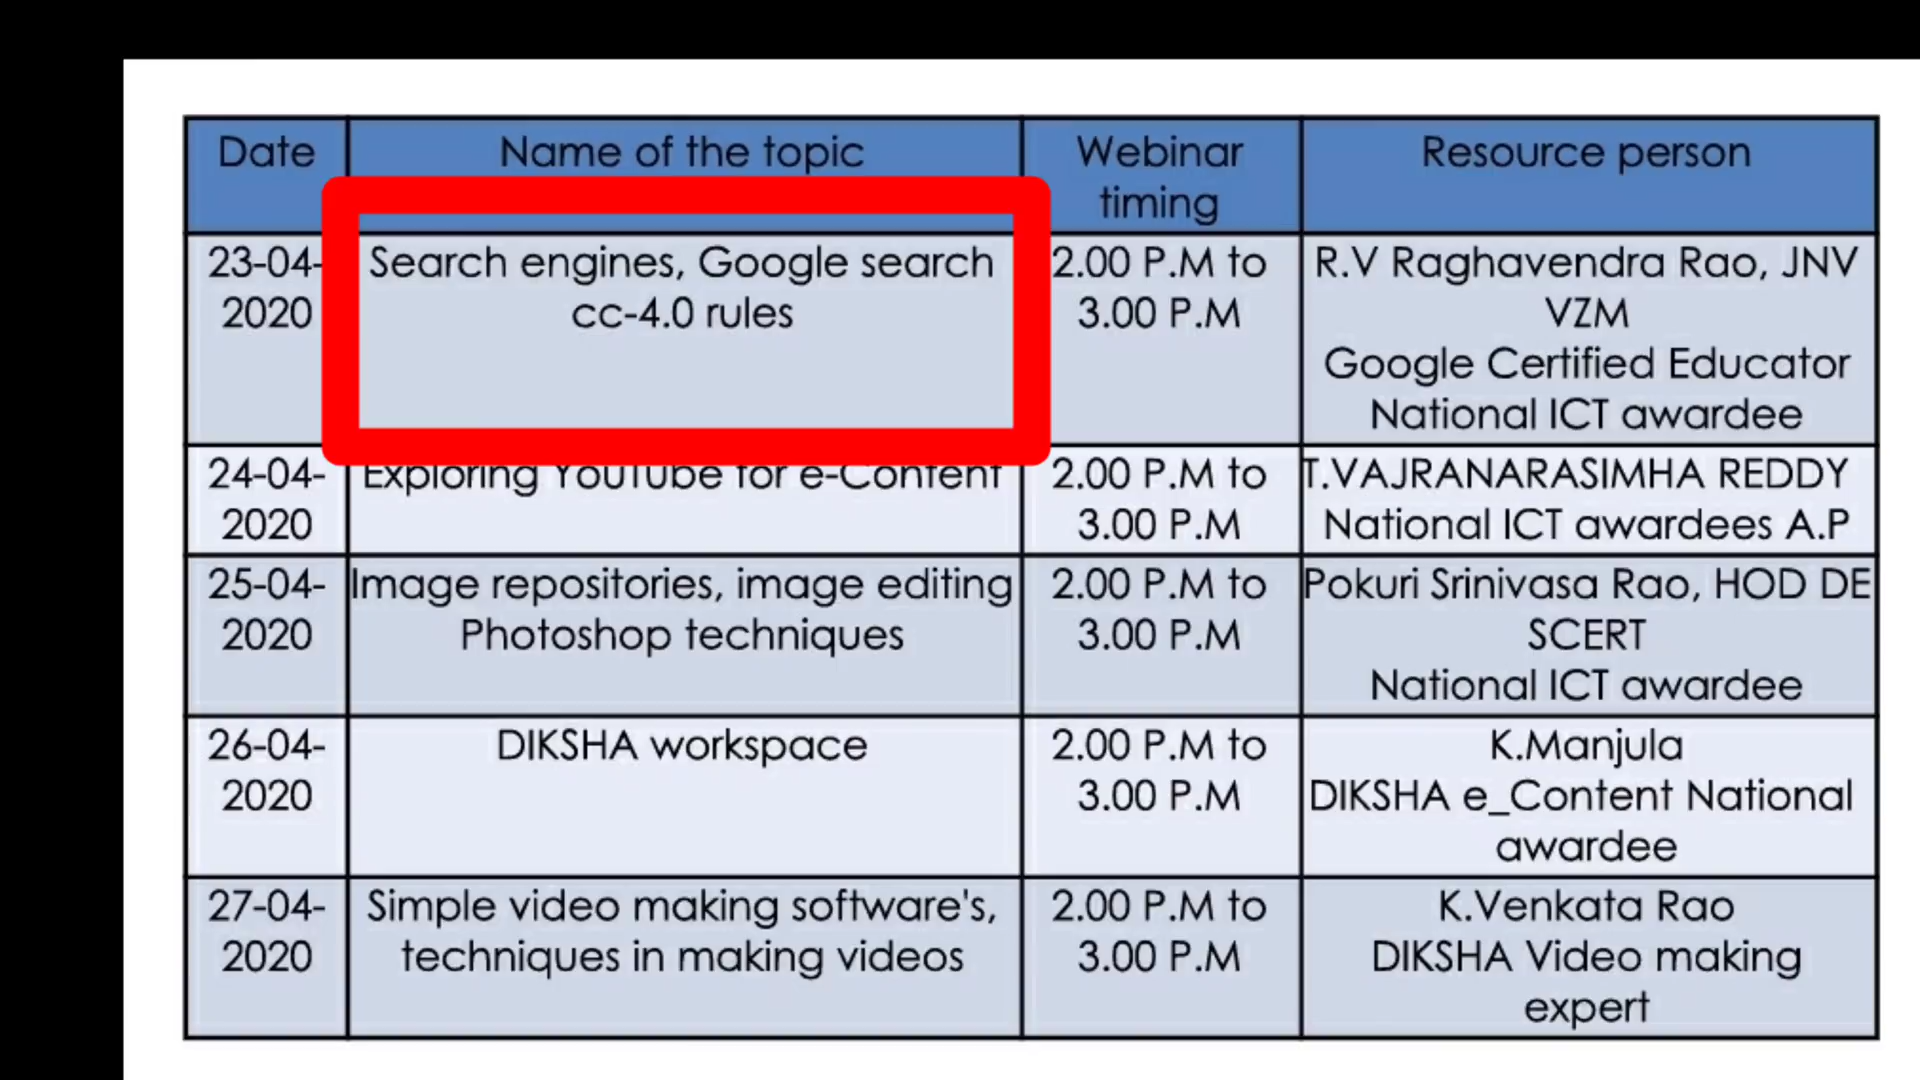 Date Name of the topic Webinar timing Resource person
23-04-2020 Search engines, Google search cc-4.0 rules 2.00 P.M to 3.00 P.M R.V Raghavendra Rao, JNV VZM Google Certified Educator National ICT awardee
24-04-2020 Exploring YouTube for e-Content 2.00 P.M to 3.00 P.M T.VAJRANARASIMHA REDDY National ICT awardees A.P
25-04-2020 Image repositories, image editing Photoshop techniques 2.00 P.M to 3.00 P.M Pokuri Srinivasa Rao, HOD DE SCERT National ICT awardee
26-04-2020 DIKSHA workspace 2.00 P.M to 3.00 P.M K.Manjula DIKSHA e_Content National awardee
27-04-2020 Simple video making software's, techniques in making videos 2.00 P.M to 3.00 P.M K.Venkata Rao DIKSHA Video making expert